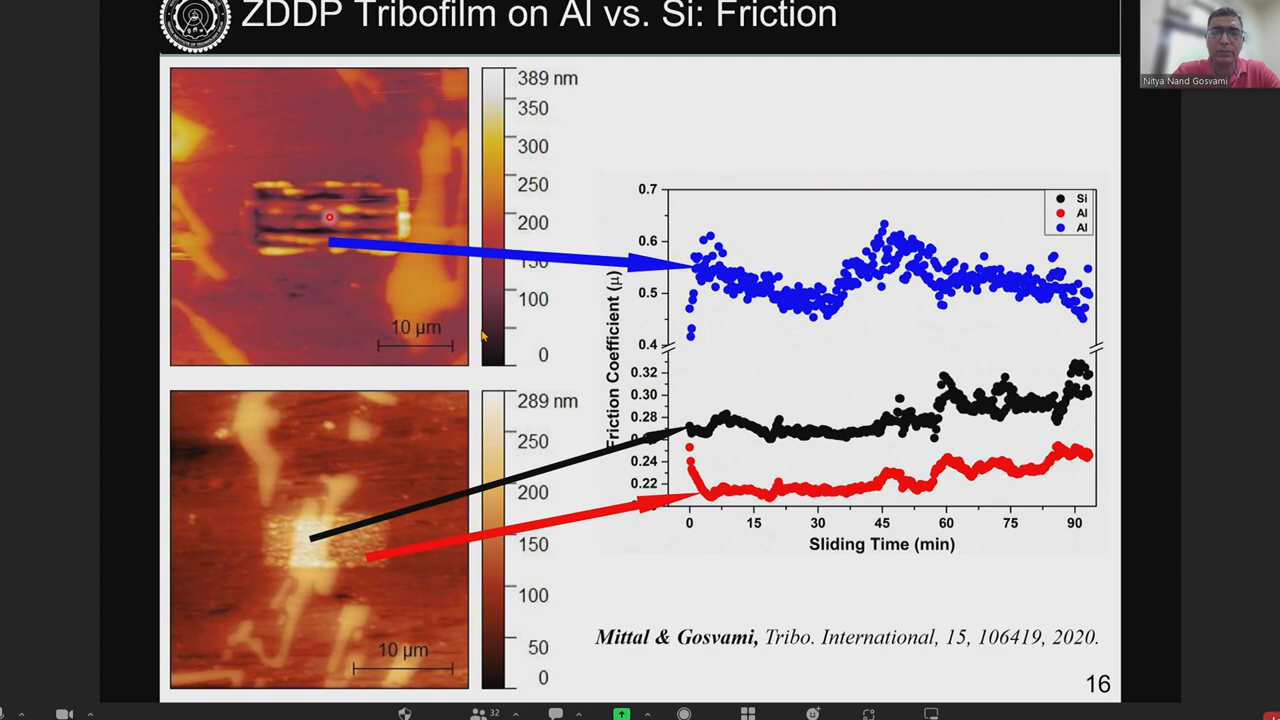 ZDDP Tribofilm on Al vs. Si: Friction
Nitya Nand Gosvami
389 nm
350
300
250
200
150
100
0
10 µm
289 nm
250
200
150
100
50
0
10 µm
0.7
0.6
0.5
0.4
0.32
0.30
0.28
0.24
0.22
Friction Coefficient (µ)
Si
Al
Al
0 15 30 45 60 75 90
Sliding Time (min)
Mittal & Gosvami, Tribo. International, 15, 106419, 2020.
16
32